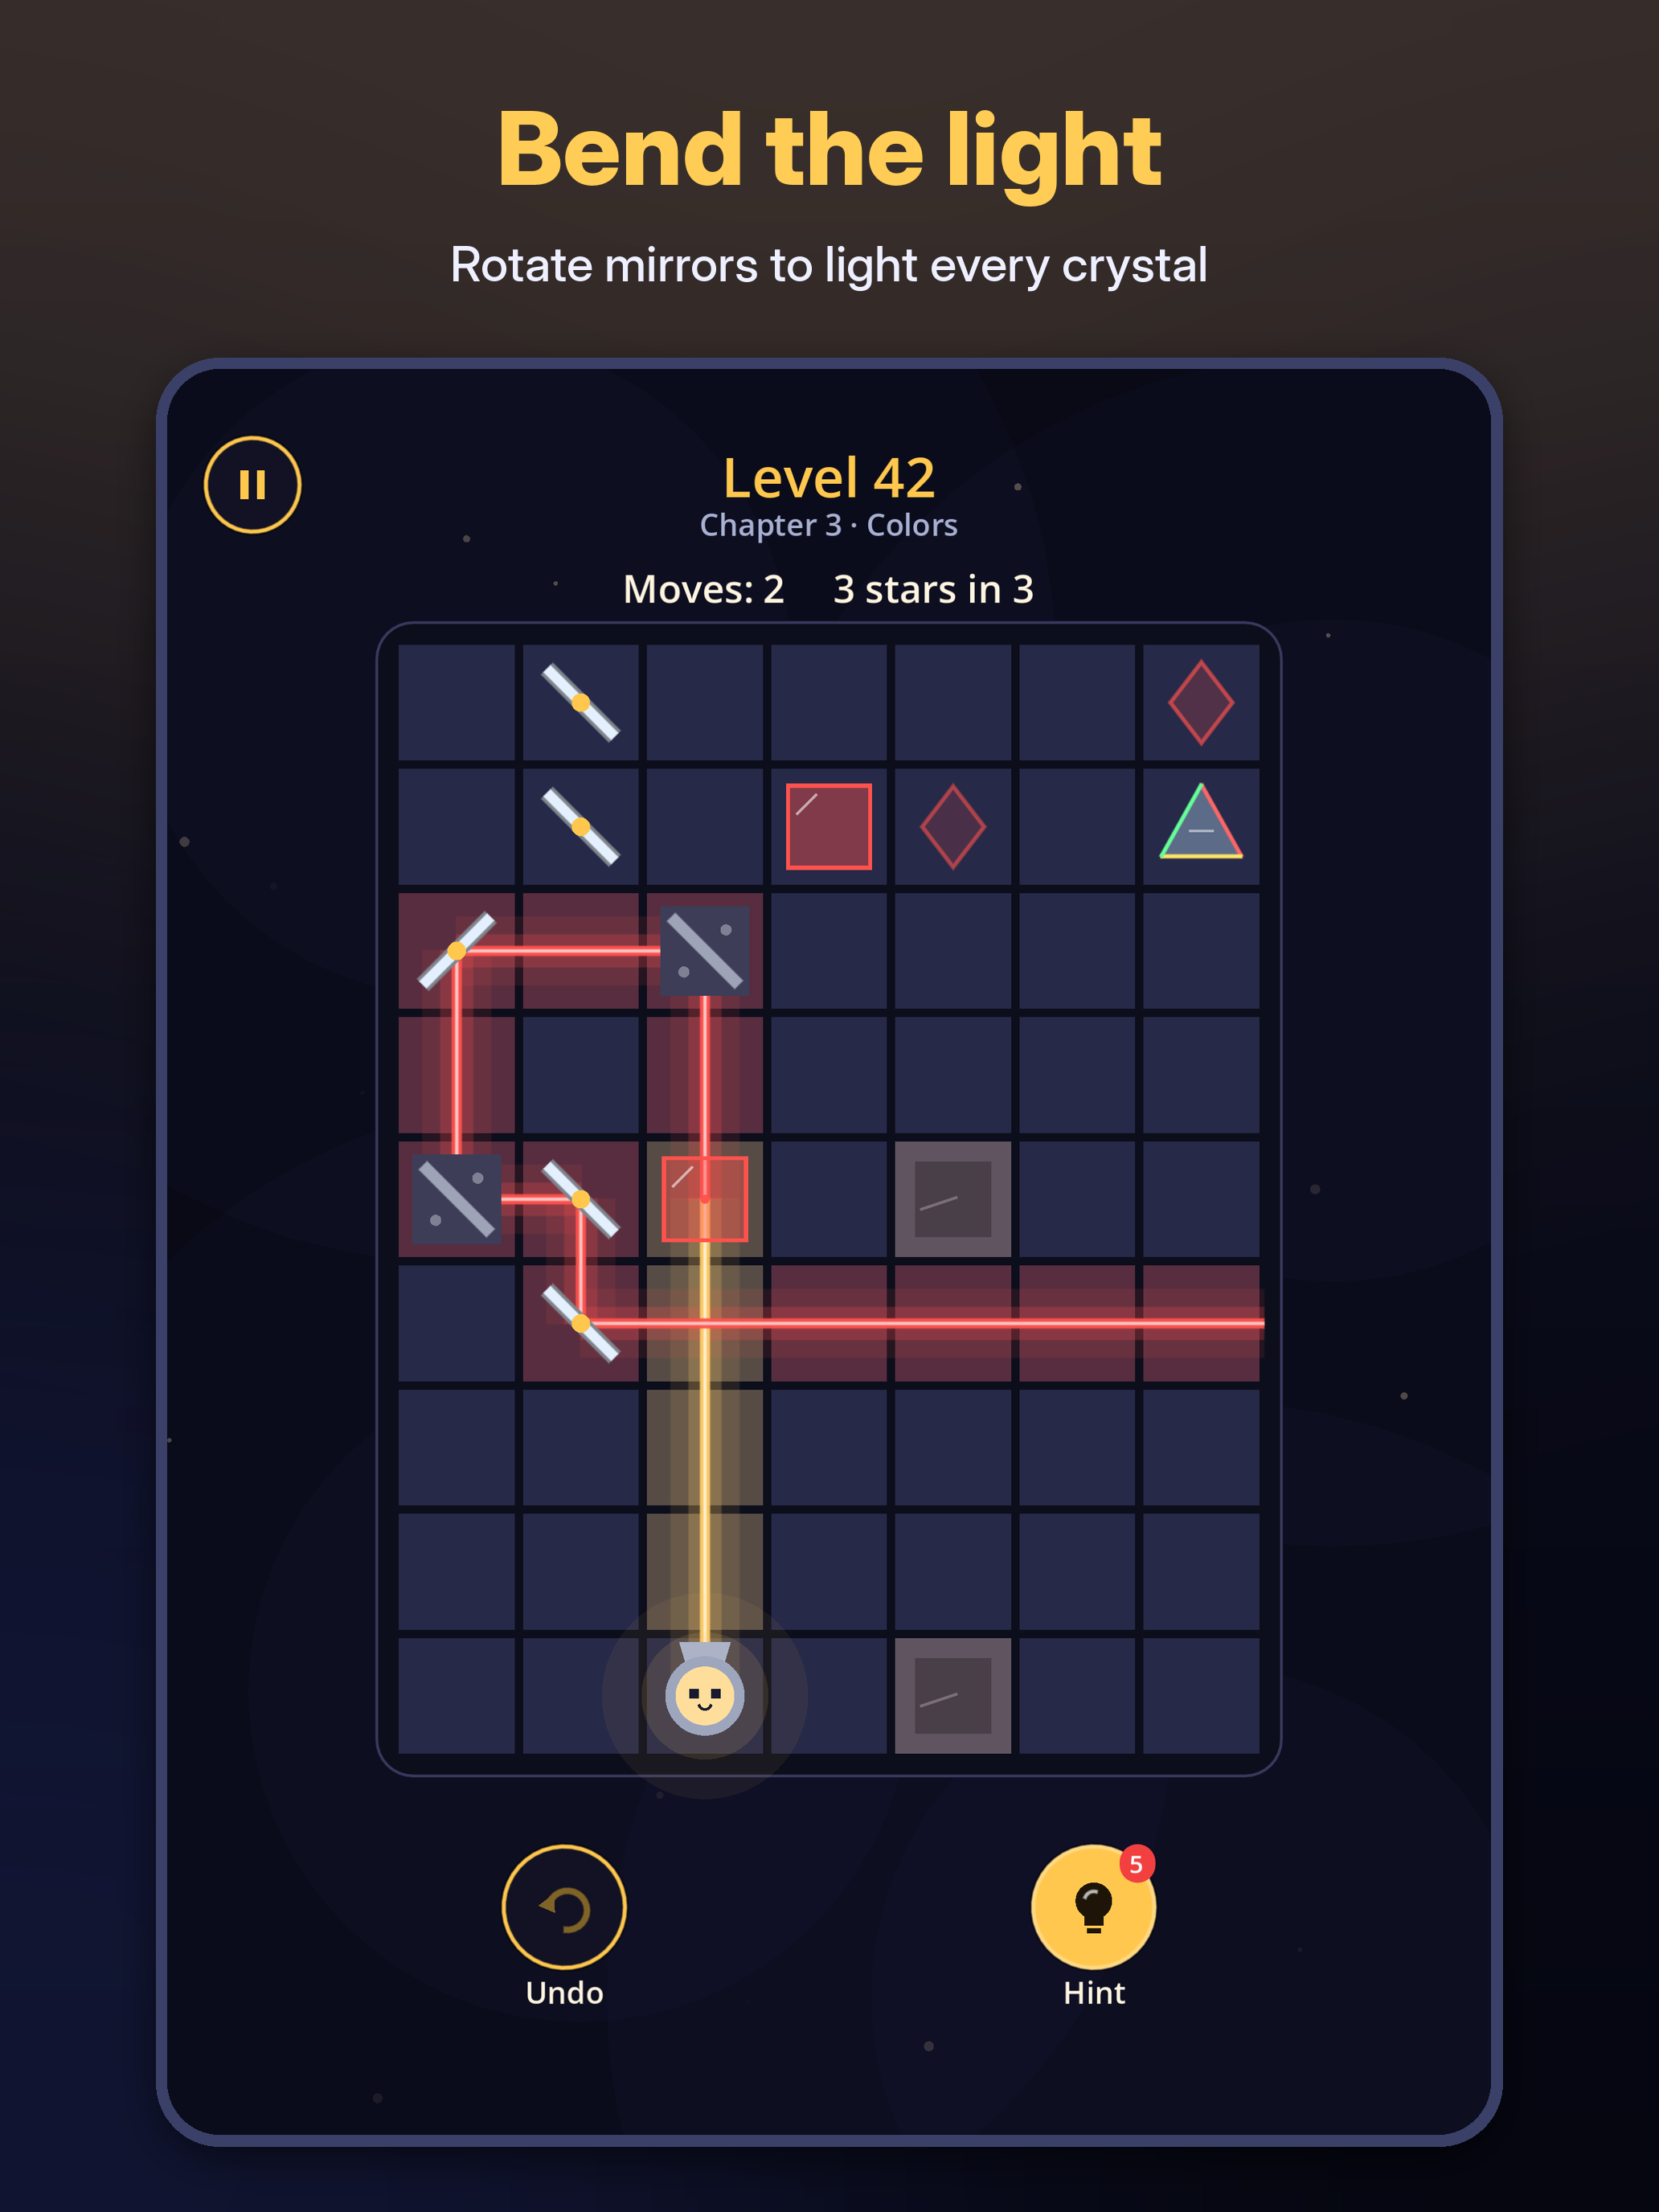 Bend the light
Rotate mirrors to light every crystal
Level 42
Chapter 3 · Colors
Moves: 2 3 stars in 3
5
Undo
Hint